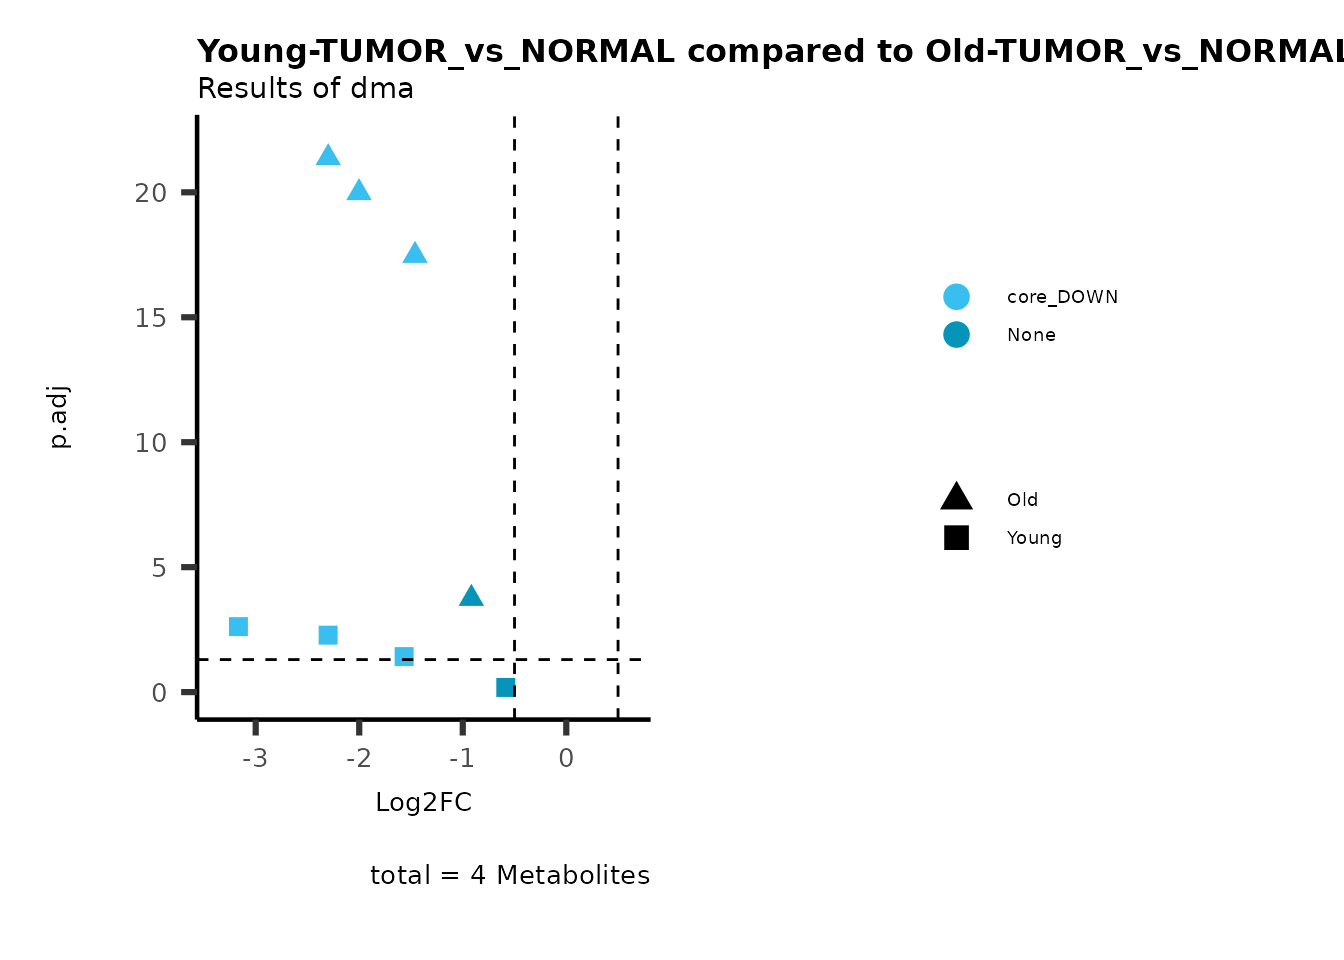 Young-TUMOR_vs_NORMAL compared to Old-TUMOR_vs_NORMAL
Results of dma
20
15
10
5
0
p.adj
-3 -2 -1 0
Log2FC
total = 4 Metabolites
core_DOWN
None
Old
Young